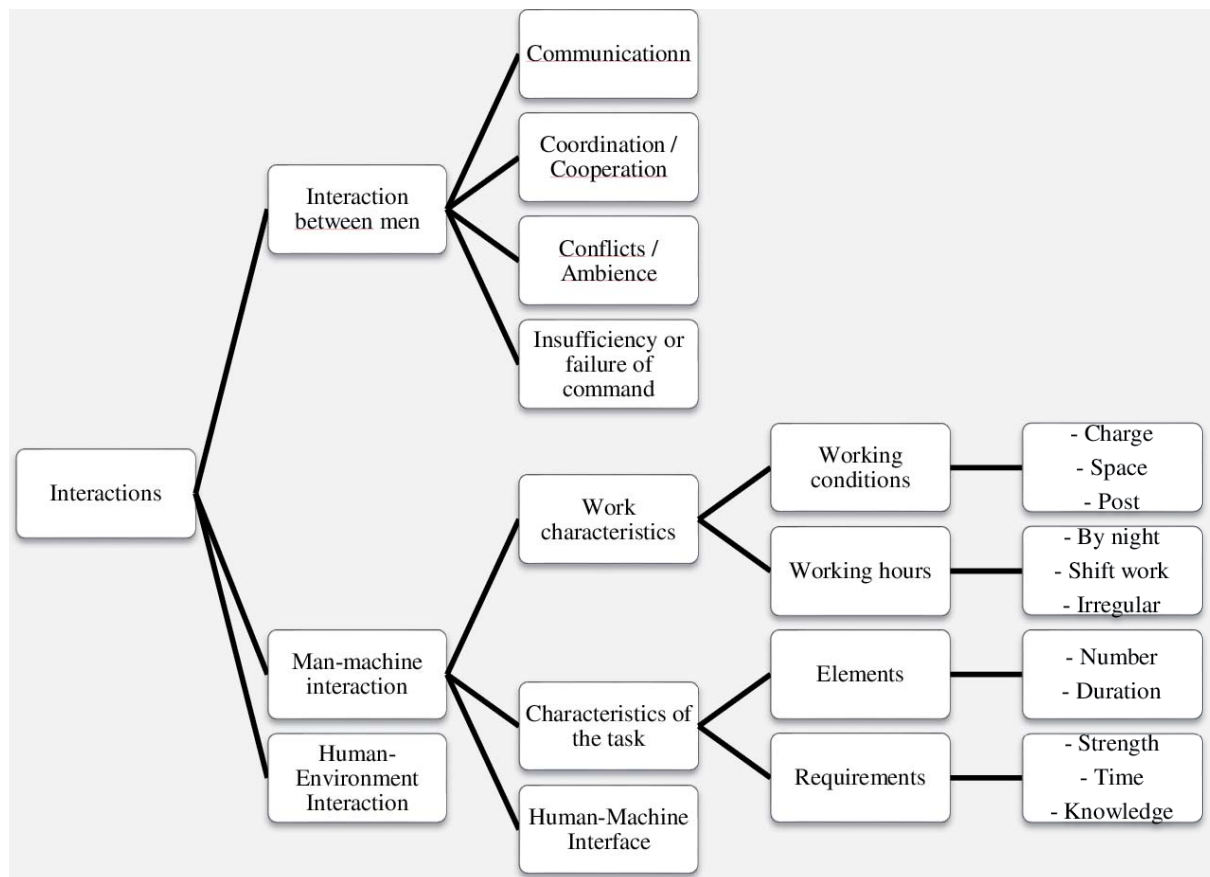 Communicationn
Coordination /
Cooperation
Interaction
between men
Conflicts /
Ambience
Insufficiency or
failure of
command
Interactions
Work
characteristics
Working
conditions
- Charge
- Space
- Post
Working hours
- By night
- Shift work
- Irregular
Man-machine
interaction
Characteristics of
the task
Elements
- Number
- Duration
Requirements
- Strength
- Time
- Knowledge
Human-
Environment
Interaction
Human-Machine
Interface